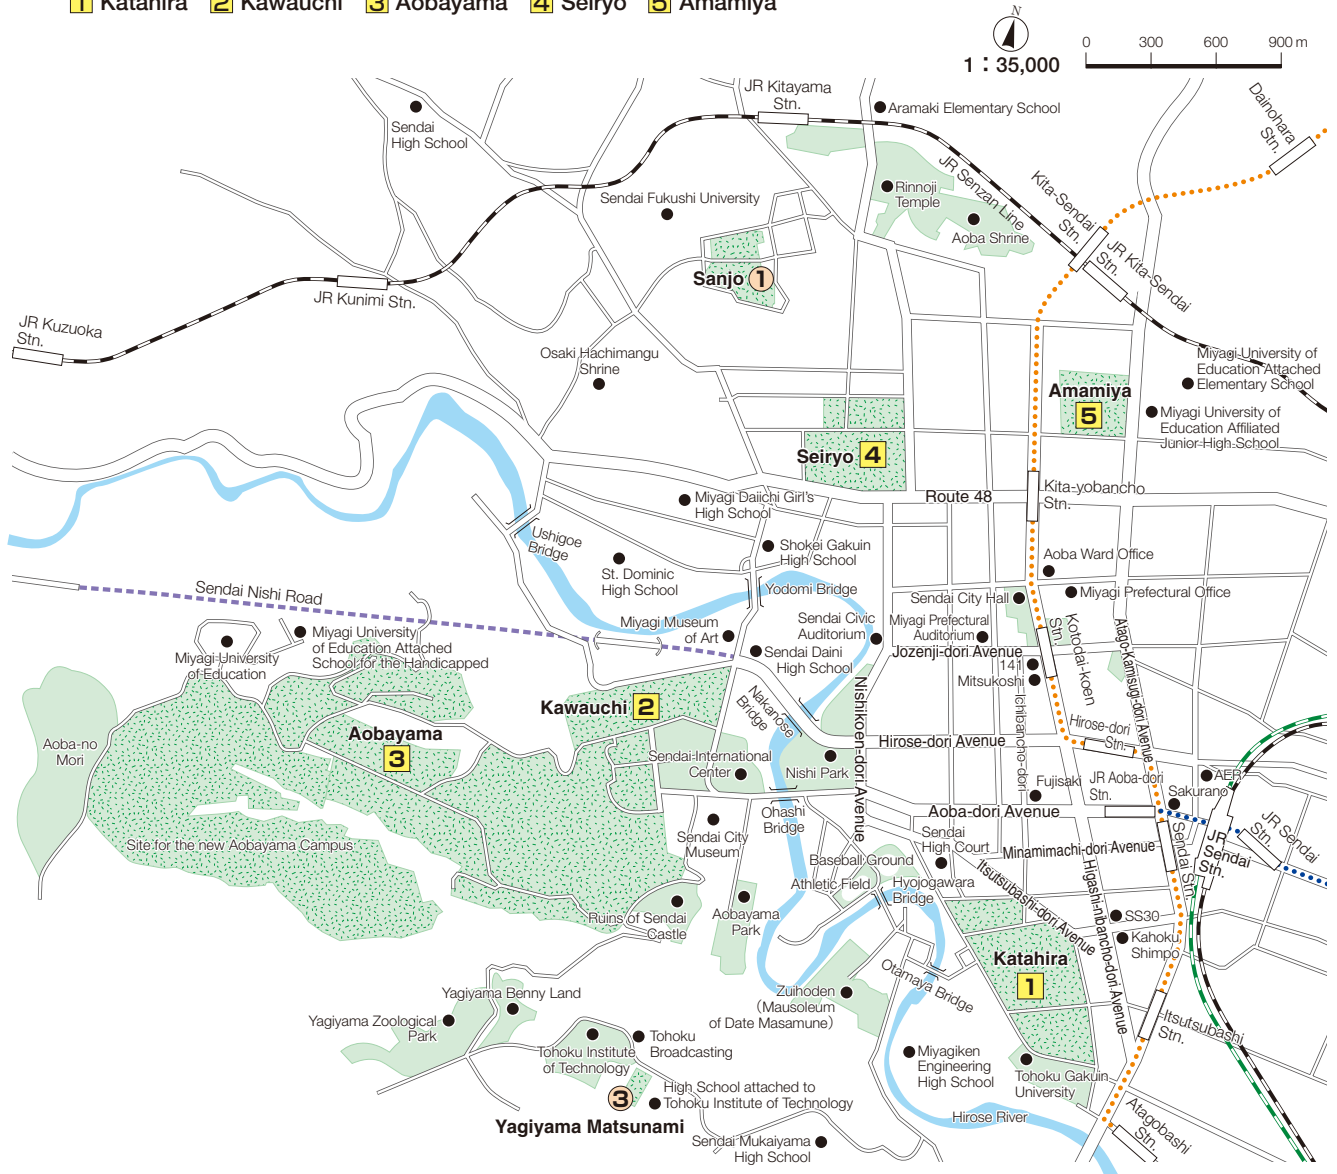 1 Katahira 2 Kawauchi 3 Aobayama 4 Seiryo 5 Amamiya
N
1：35,000
0 300 600 900 m
JR Kitayama
Stn.
Aramaki Elementary School
Dainohara
Stn.
Sendai
High School
JR Senzan Line
Kita-Sendai
Stn.
Rinnoji
Temple
Sendai Fukushi University
Aoba Shrine
JR Kita-Sendai
Stn.
Sanjo 1
JR Kunimi Stn.
JR Kuzuoka
Stn.
Osaki Hachimangu
Shrine
Miyagi University of
Education Attached
Elementary School
Amamiya
5
Miyagi University of
Education Affiliated
Junior High School
Seiryo 4
Route 48
Kita-yobancho
Stn.
Miyagi Daiichi Girl's
High School
Ushigoe
Bridge
Shokei Gakuin
High School
Aoba Ward Office
St. Dominic
High School
Sendai Nishi Road
Yodomi Bridge
Sendai City Hall
Miyagi Prefectural Office
Miyagi Museum
of Art
Sendai Civic
Auditorium
Miyagi Prefectural
Auditorium
Kotodai-koen
Stn.
Atago-Kamisugi-dori Avenue
Miyagi University
of Education Attached
School for the Handicapped
Miyagi University
of Education
Sendai Daini
High School
Jozenji-dori Avenue
141
Mitsukoshi
Kawauchi 2
Nakanose
Bridge
Nishikoen-dori Avenue
Ichibancho-dori
Hirose-dori
Stn.
Aobayama
3
Aoba-no
Mori
Hirose-dori Avenue
Sendai-International
Center
Nishi Park
Fujisaki
JR Aoba-dori
Stn.
AER
Sakurano
Ohashi
Bridge
Aoba-dori Avenue
JR Sendai
Stn.
Sendai City
Museum
Sendai
High Court
Minamimachi-dori Avenue
Sendai Stn.
JR
Sendai
Stn.
Site for the new Aobayama Campus
Baseball Ground
Itsutsubashi-dori Avenue
Higashi-nibancho-dori Avenue
Athletic Field
Hyojogawara
Bridge
Ruins of Sendai
Castle
Aobayama
Park
SS30
Kahoku
Shimpo
Katahira
1
Otamaya Bridge
Yagiyama Benny Land
Zuihoden
(Mausoleum
of Date Masamune)
Yagiyama Zoological
Park
Itsutsubashi
Stn.
Tohoku
Broadcasting
Tohoku Institute
of Technology
Miyagiken
Engineering
High School
Tohoku Gakuin
University
3
High School attached to
Tohoku Institute of Technology
Yagiyama Matsunami
Hirose River
Atagobashi
Stn.
Sendai Mukaiyama
High School